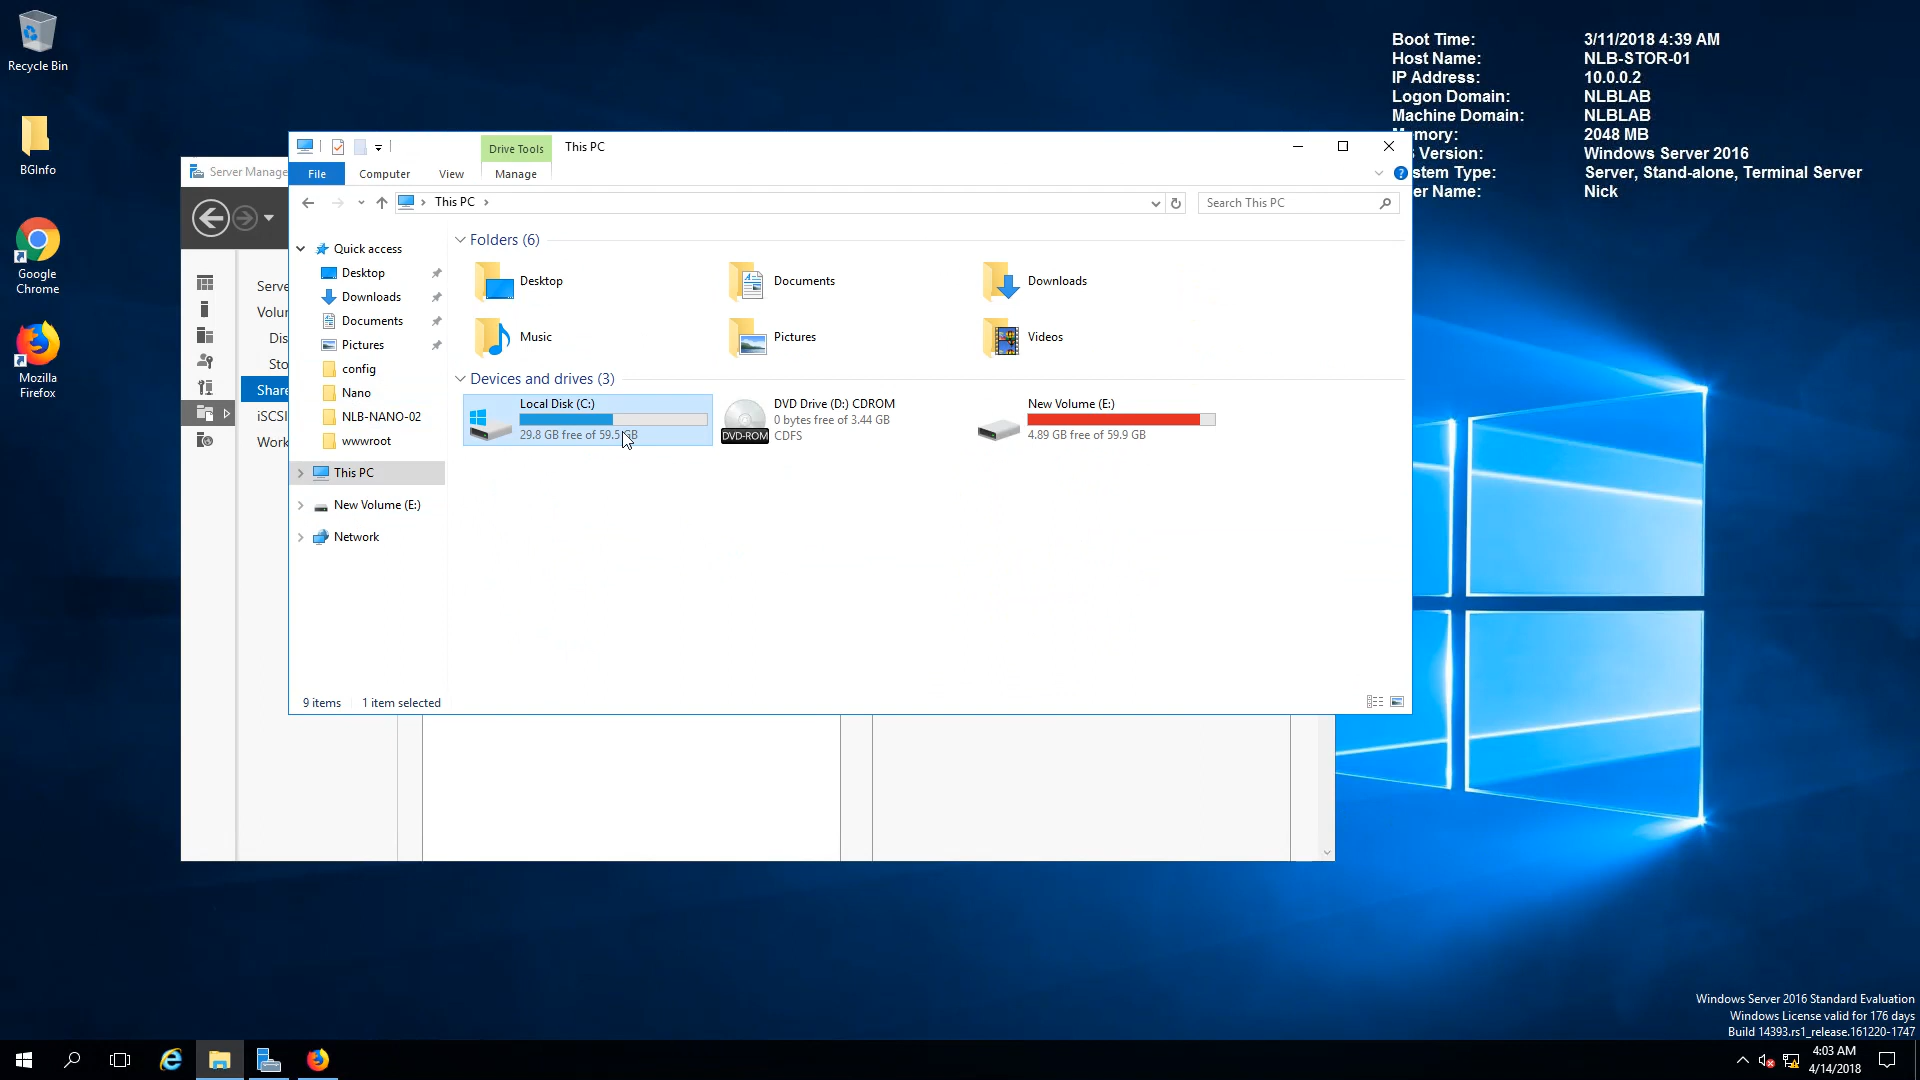 Recycle Bin
BGInfo
Google
Chrome
Mozilla
Firefox
Boot Time: 3/11/2018 4:39 AM
Host Name: NLB-STOR-01
IP Address: 10.0.0.2
Logon Domain: NLBLAB
Machine Domain: NLBLAB
mory: 2048 MB
Version: Windows Server 2016
stem Type: Server, Stand-alone, Terminal Server
er Name: Nick
Server Manage
Serve
Volu
Dis
Sto
Share
iSCSI
Work
Drive Tools
This PC
File
Computer
View
Manage
This PC
Search This PC
Quick access
Desktop
Downloads
Documents
Pictures
config
Nano
NLB-NANO-02
wwwroot
This PC
New Volume (E:)
Network
Folders (6)
Desktop
Documents
Downloads
Music
Pictures
Videos
Devices and drives (3)
Local Disk (C:)
29.8 GB free of 59.5 GB
DVD Drive (D:) CDROM
0 bytes free of 3.44 GB
CDFS
DVD-ROM
New Volume (E:)
4.89 GB free of 59.9 GB
9 items
1 item selected
Windows Server 2016 Standard Evaluation
Windows License valid for 176 days
Build 14393.rs1_release.161220-1747
4:03 AM
4/14/2018